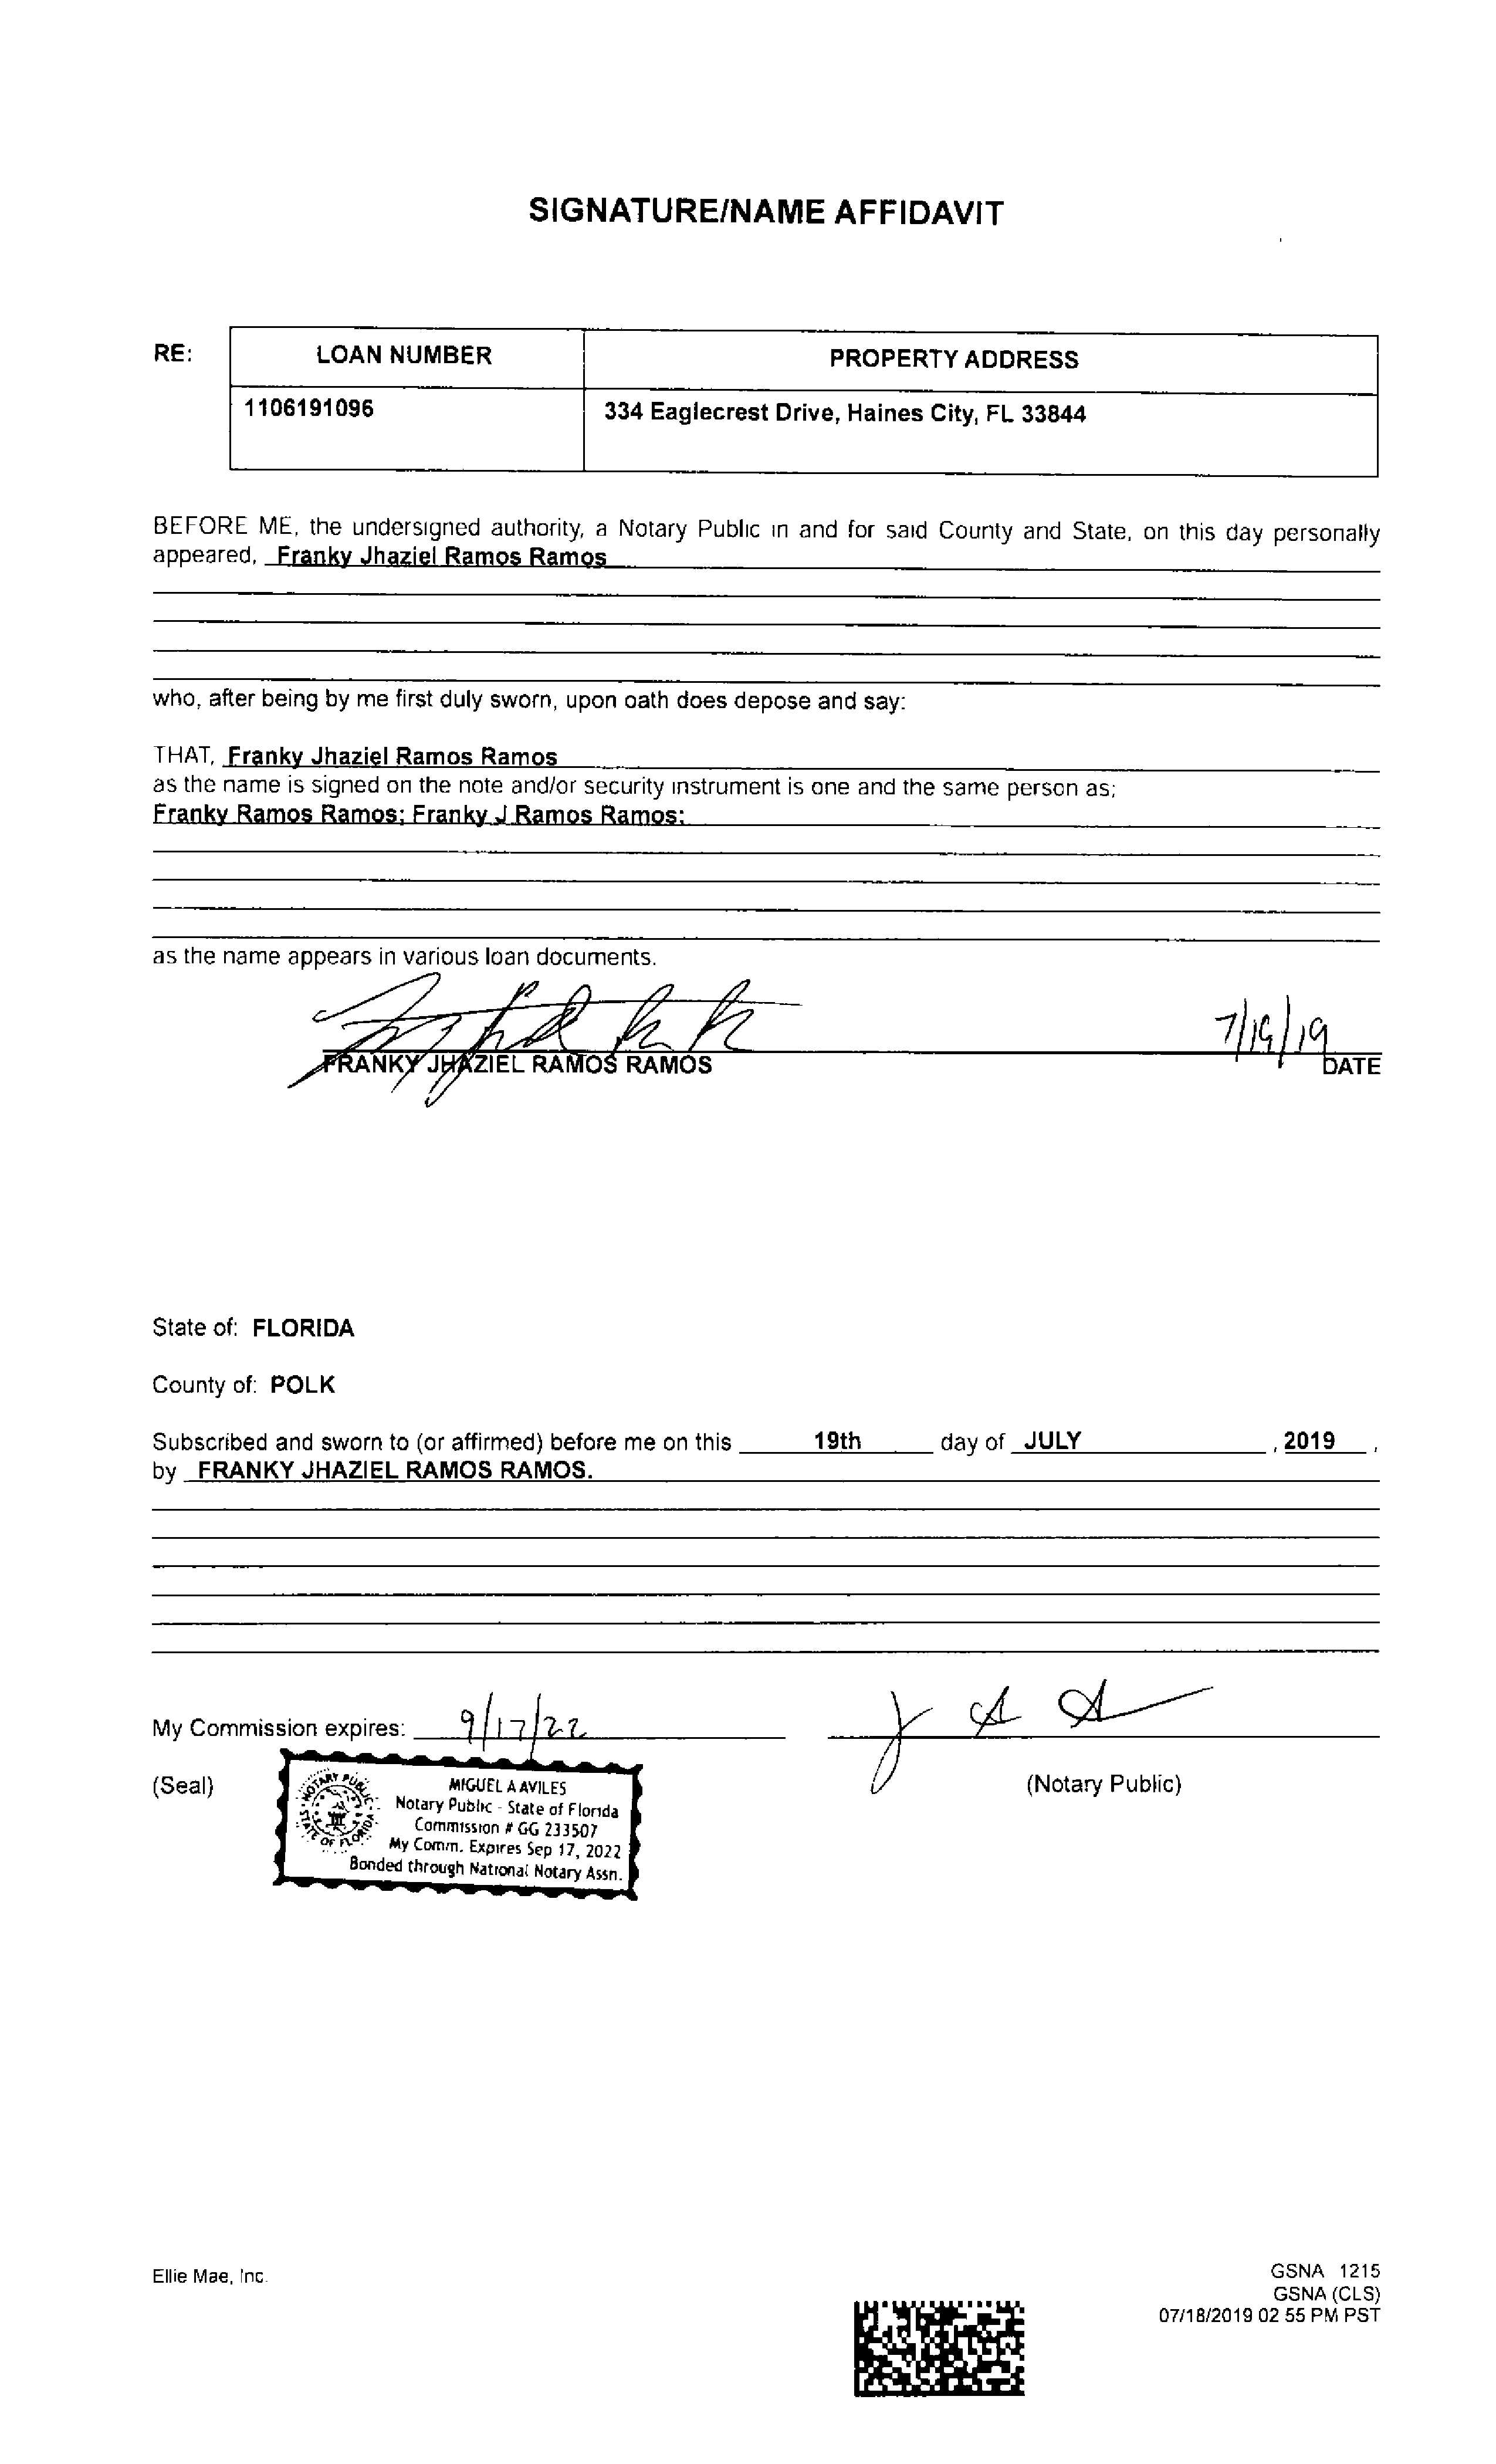 SIGNATURE/NAME AFFIDAVIT
RE:
LOAN NUMBER
PROPERTY ADDRESS
1106191096
334 Eaglecrest Drive, Haines City, FL 33844
BEFORE ME, the undersigned authority, a Notary Public in and for said County and State, on this day personally
appeared, Franky Jhaziel Ramos Ramos
who, after being by me first duly sworn, upon oath does depose and say:
THAT, Franky Jhaziel Ramos Ramos
as the name is signed on the note and/or security instrument is one and the same person as;
Franky Ramos Ramos; Franky J Ramos Ramos;
as the name appears in various loan documents.
7/19/19
FRANKY JHAZIEL RAMOS RAMOS DATE
State of: FLORIDA
County of: POLK
Subscribed and sworn to (or affirmed) before me on this 19th day of JULY , 2019 ,
by FRANKY JHAZIEL RAMOS RAMOS.
My Commission expires: 9/17/22
(Seal)
(Notary Public)
NOTARY PUBLIC
STATE OF FLORIDA
MIGUEL A AVILES
Notary Public - State of Florida
Commission # GG 233507
My Comm. Expires Sep 17, 2022
Bonded through National Notary Assn.
Ellie Mae, Inc.
GSNA 1215
GSNA (CLS)
07/18/2019 02 55 PM PST